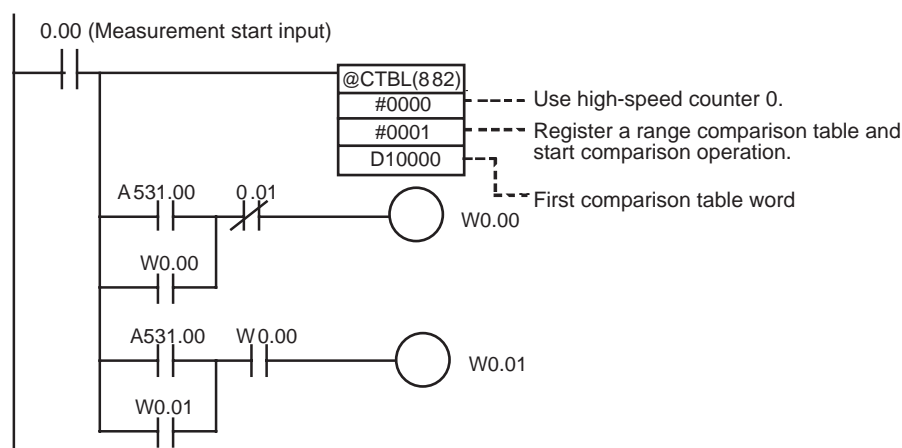 0.00 (Measurement start input)
@CTBL(882)
#0000
Use high-speed counter 0.
#0001
Register a range comparison table and
start comparison operation.
D10000
First comparison table word
A531.00
0.01
W0.00
W0.00
A531.00
W0.00
W0.01
W0.01